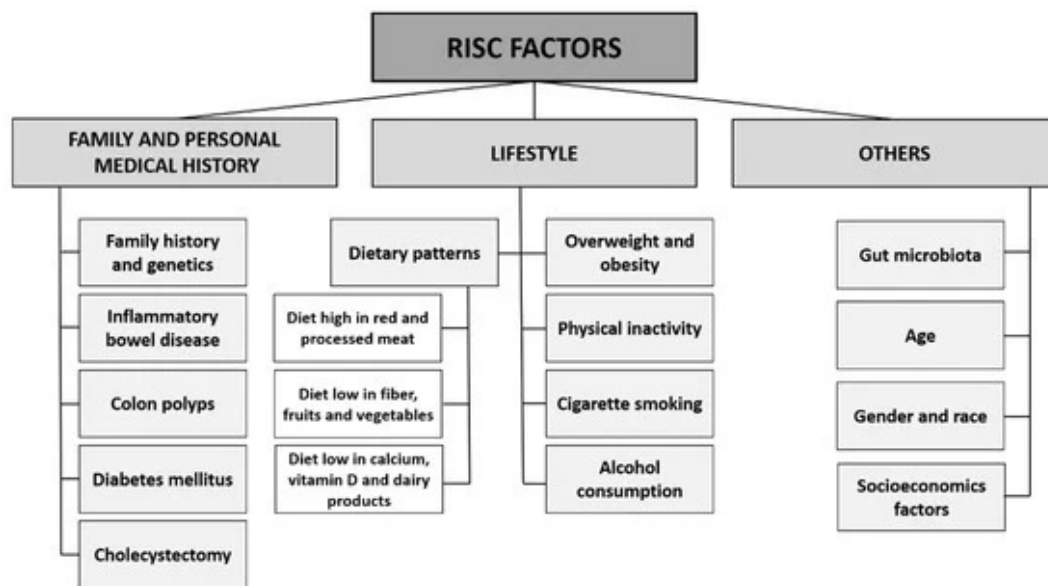 RISC FACTORS
FAMILY AND PERSONAL
MEDICAL HISTORY
Family history
and genetics
Inflammatory
bowel disease
Colon polyps
Diabetes mellitus
Cholecystectomy
LIFESTYLE
Dietary patterns
Diet high in red and
processed meat
Diet low in fiber,
fruits and vegetables
Diet low in calcium,
vitamin D and dairy
products
Overweight and
obesity
Physical inactivity
Cigarette smoking
Alcohol
consumption
OTHERS
Gut microbiota
Age
Gender and race
Socioeconomics
factors